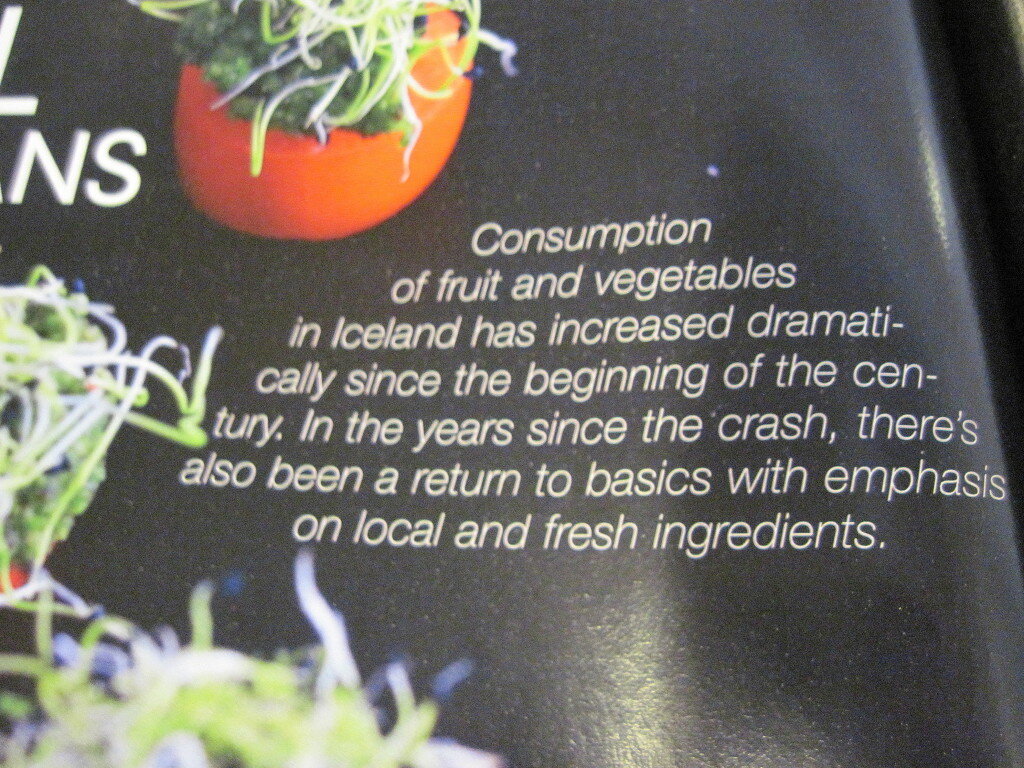 L
ANS
Consumption
of fruit and vegetables
in Iceland has increased dramati-
cally since the beginning of the cen-
tury. In the years since the crash, there's
also been a return to basics with emphasis
on local and fresh ingredients.